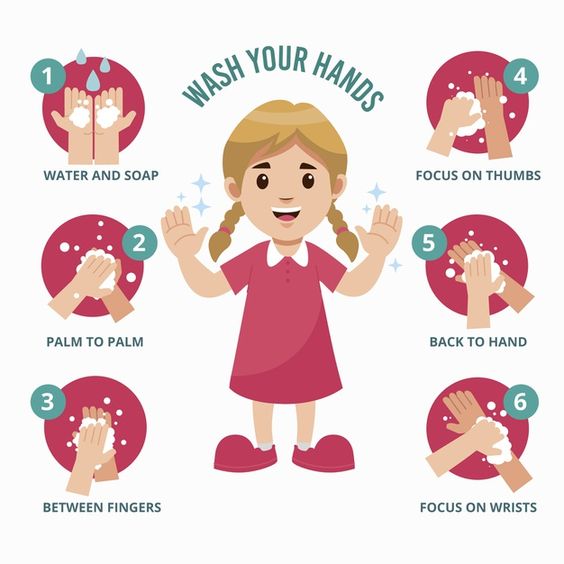 WASH YOUR HANDS
1
WATER AND SOAP
2
PALM TO PALM
3
BETWEEN FINGERS
4
FOCUS ON THUMBS
5
BACK TO HAND
6
FOCUS ON WRISTS